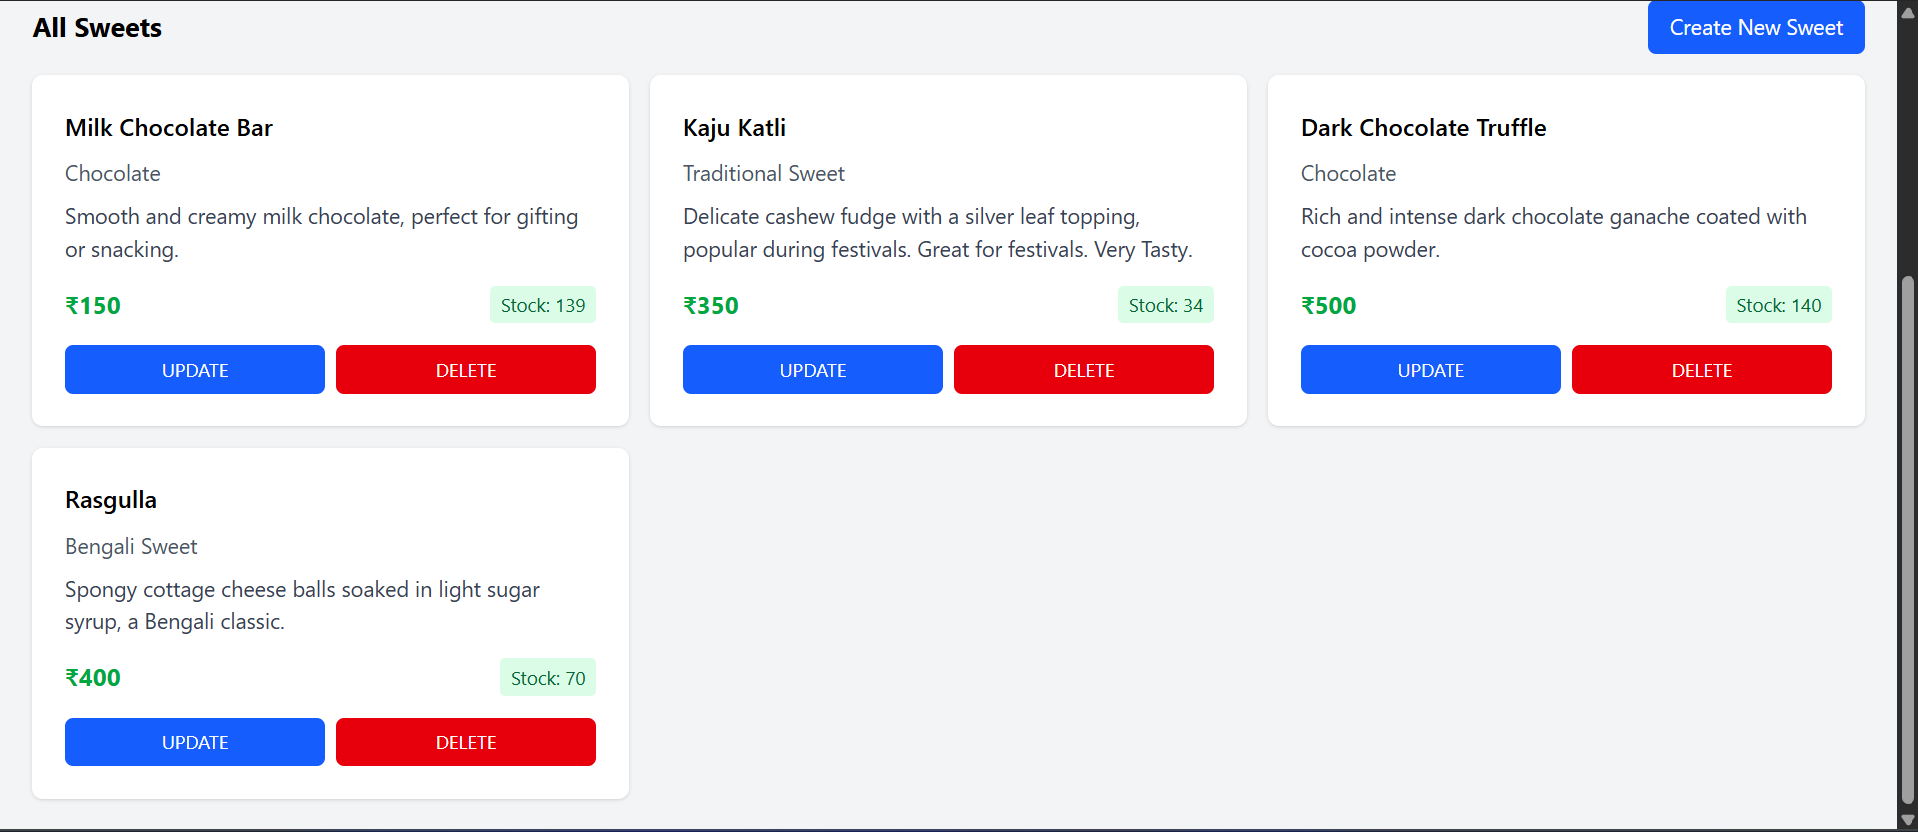 All Sweets
Create New Sweet
Milk Chocolate Bar
Chocolate
Smooth and creamy milk chocolate, perfect for gifting
or snacking.
₹150
Stock: 139
UPDATE
DELETE
Kaju Katli
Traditional Sweet
Delicate cashew fudge with a silver leaf topping,
popular during festivals. Great for festivals. Very Tasty.
₹350
Stock: 34
UPDATE
DELETE
Dark Chocolate Truffle
Chocolate
Rich and intense dark chocolate ganache coated with
cocoa powder.
₹500
Stock: 140
UPDATE
DELETE
Rasgulla
Bengali Sweet
Spongy cottage cheese balls soaked in light sugar
syrup, a Bengali classic.
₹400
Stock: 70
UPDATE
DELETE